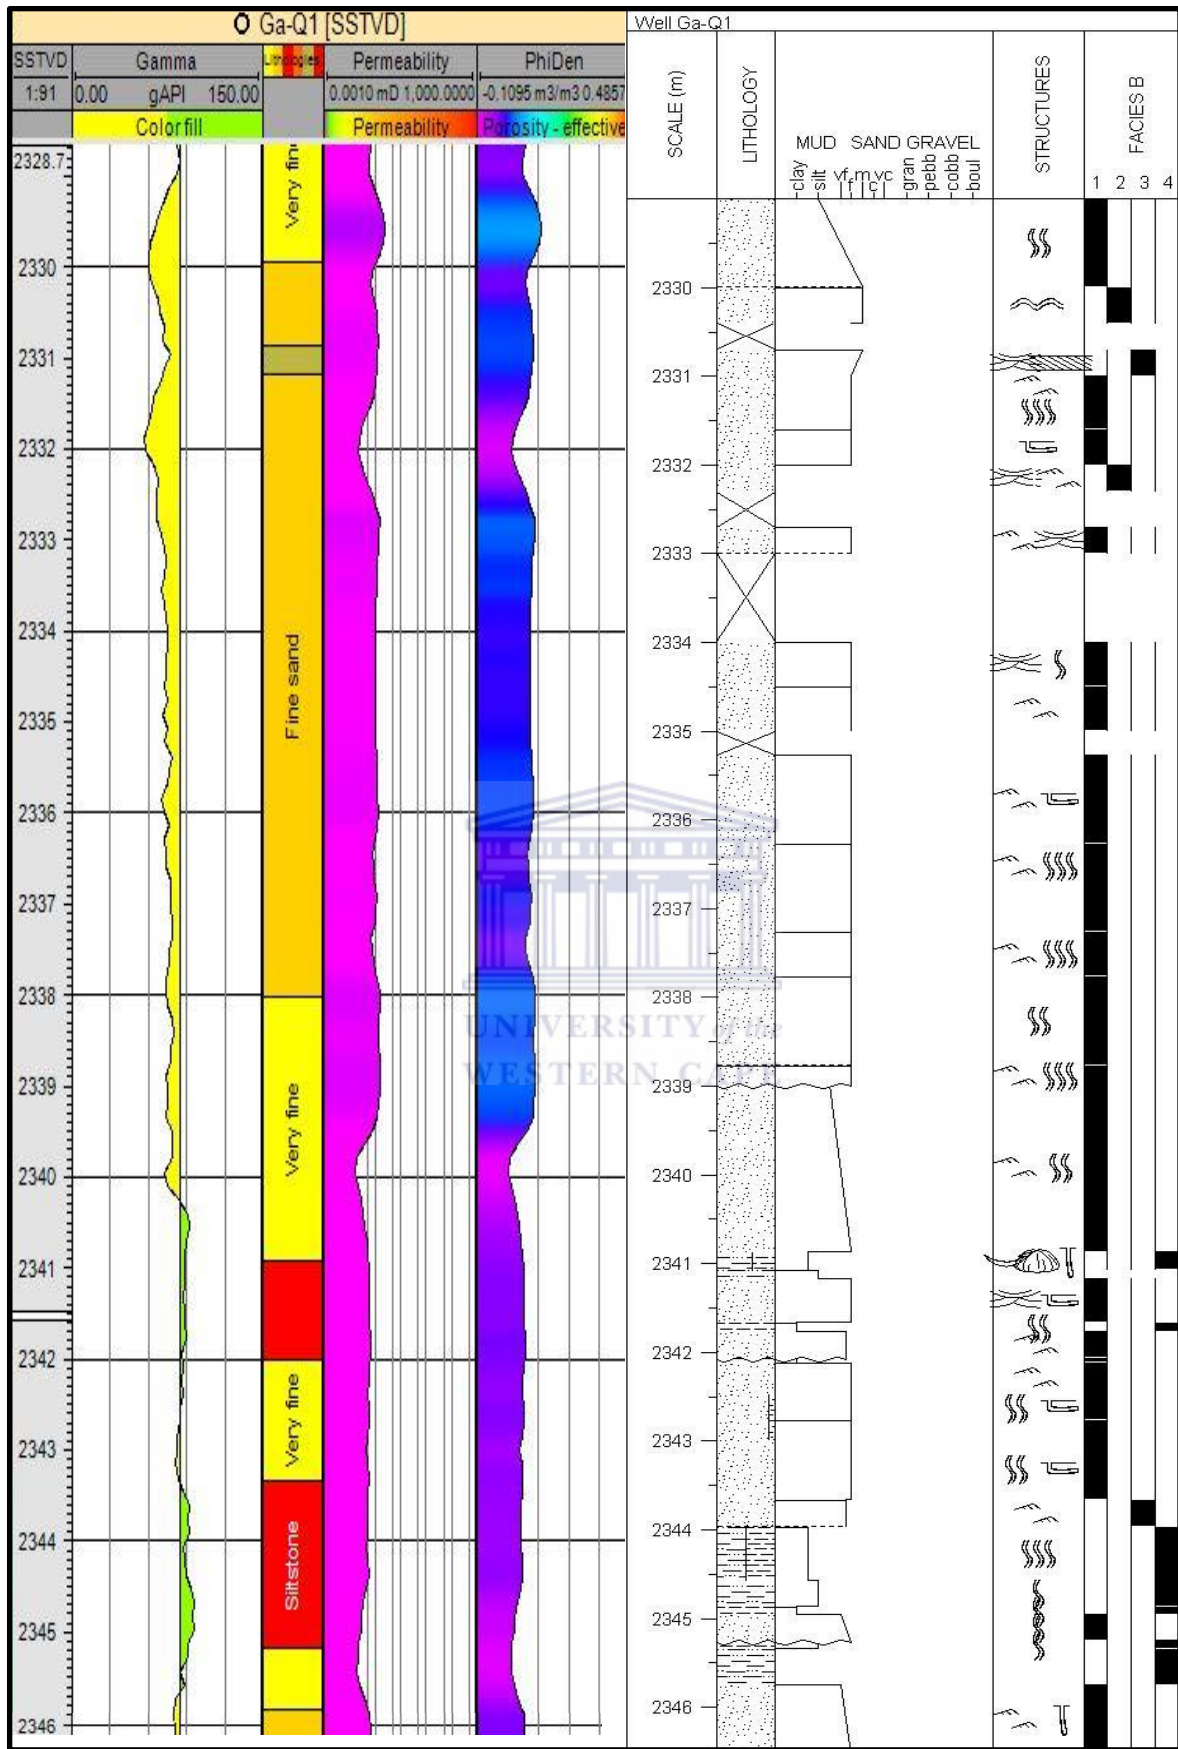 Ga-Q1 [SSTVD]
SSTVD Gamma Lithologies Permeability PhiDen
1:91 0.00 gAPI 150.00 0.0010 mD 1,000.0000 -0.1095 m3/m3 0.4857
Color fill Permeability Porosity - effective
2328.7
2330
2331
2332
2333
2334
2335
2336
2337
2338
2339
2340
2341
2342
2343
2344
2345
2346
Very fine
Fine sand
Very fine
Very fine
Siltstone
Well Ga-Q1
SCALE (m)
LITHOLOGY
MUD SAND GRAVEL
clay
silt
vf
f
m
c
vc
gran
pebb
cobb
boul
STRUCTURES
FACIES B
1 2 3 4
2330
2331
2332
2333
2334
2335
2336
2337
2338
2339
2340
2341
2342
2343
2344
2345
2346
UNIVERSITY of the
WESTERN CAPE